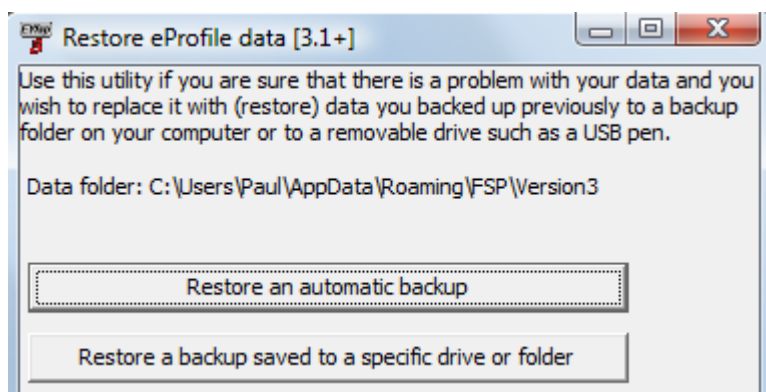 EYMap
Restore eProfile data [3.1+]
Use this utility if you are sure that there is a problem with your data and you
wish to replace it with (restore) data you backed up previously to a backup
folder on your computer or to a removable drive such as a USB pen.
Data folder: C:\Users\Paul\AppData\Roaming\FSP\Version3
Restore an automatic backup
Restore a backup saved to a specific drive or folder